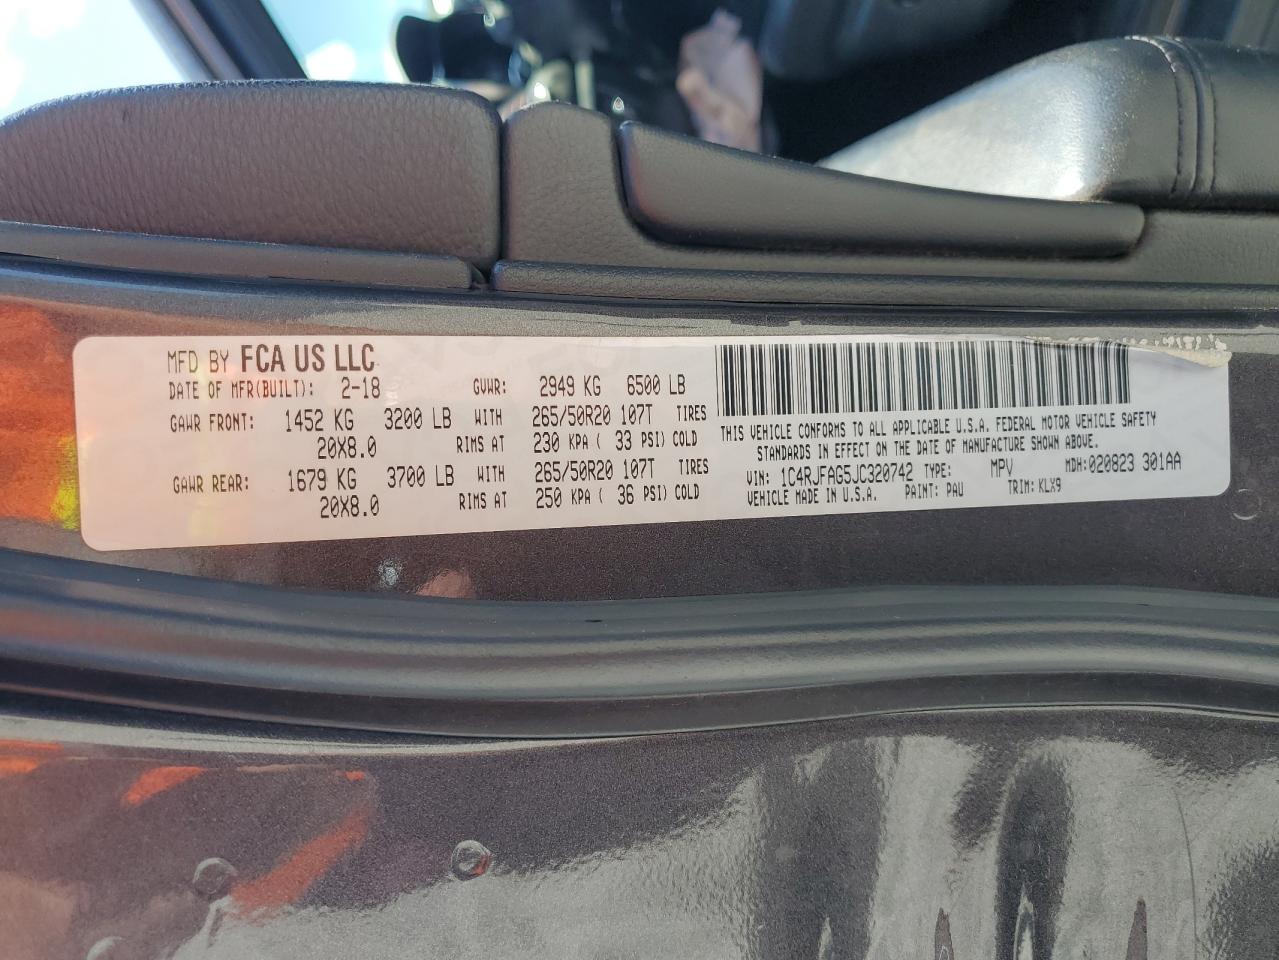 MFD BY FCA US LLC
DATE OF MFR(BUILT): 2-18 GVWR: 2949 KG 6500 LB
GAWR FRONT: 1452 KG 3200 LB WITH 265/50R20 107T TIRES
20X8.0 RIMS AT 230 KPA ( 33 PSI) COLD
GAWR REAR: 1679 KG 3700 LB WITH 265/50R20 107T TIRES
20X8.0 RIMS AT 250 KPA ( 36 PSI) COLD
THIS VEHICLE CONFORMS TO ALL APPLICABLE U.S.A. FEDERAL MOTOR VEHICLE SAFETY
STANDARDS IN EFFECT ON THE DATE OF MANUFACTURE SHOWN ABOVE.
VIN: 1C4RJFAG5JC320742 TYPE: MPV MDH:020823 301AA
VEHICLE MADE IN U.S.A. PAINT: PAU TRIM: KLX9